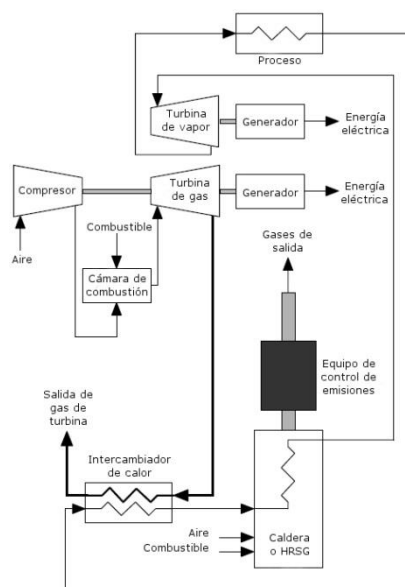 Proceso
Turbina
de vapor
Generador
Energía
eléctrica
Compresor
Turbina
de gas
Generador
Energía
eléctrica
Aire
Combustible
Cámara de
combustión
Gases de
salida
Equipo de
control de
emisiones
Salida de
gas de
turbina
Intercambiador
de calor
Aire
Combustible
Caldera
o HRSG